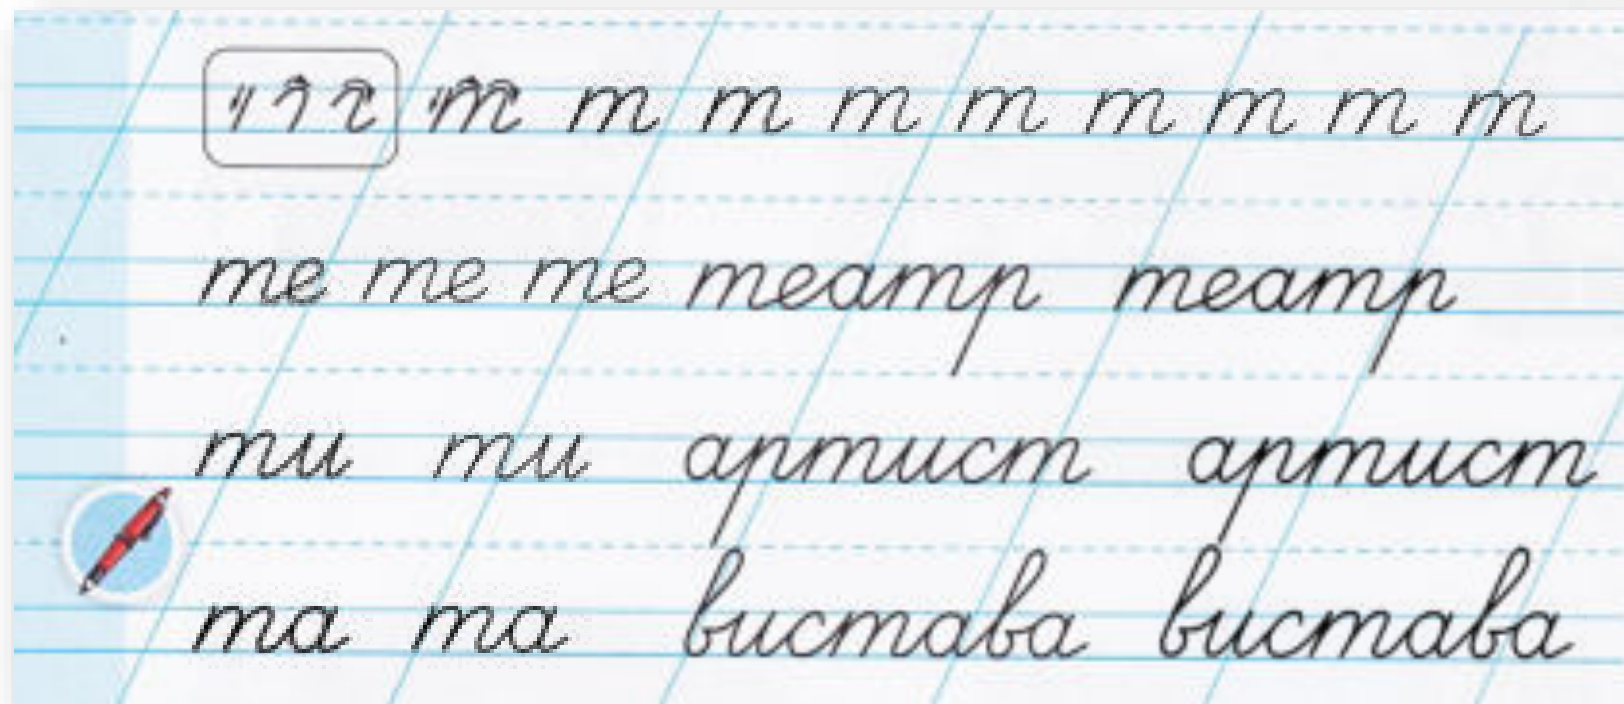 т т т т т т т т т
те те те театр театр
ти ти артист артист
та та вистава вистава